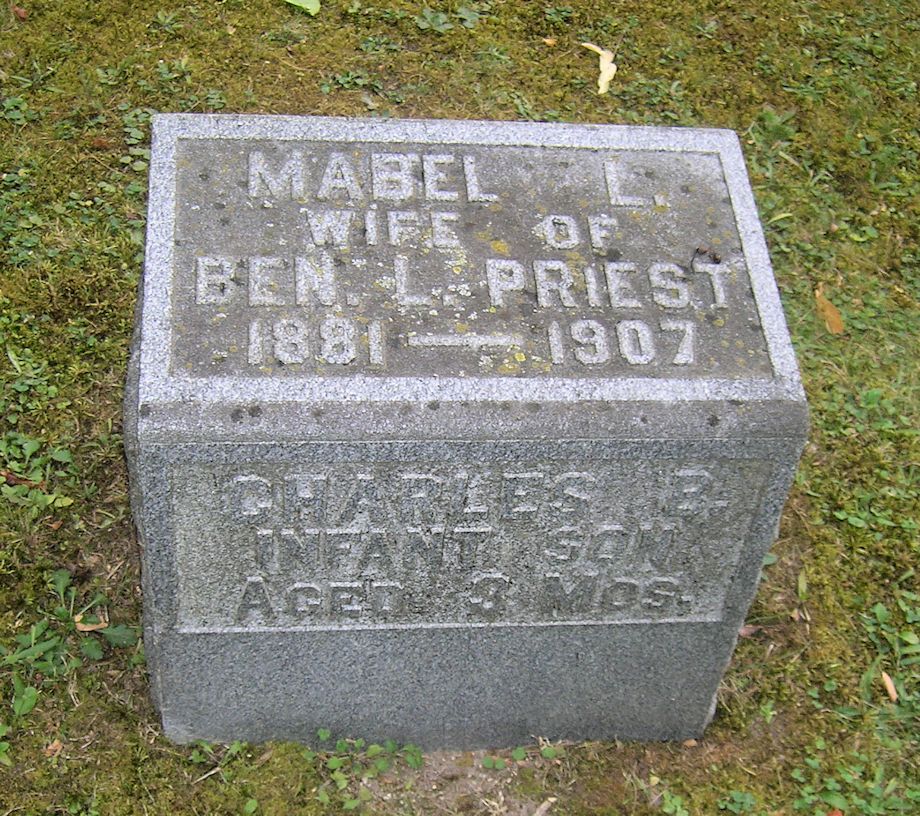 MABEL L.
WIFE OF
BEN. L. PRIEST
1881 — 1907
CHARLES B.
INFANT SON
AGED 3 MOS.